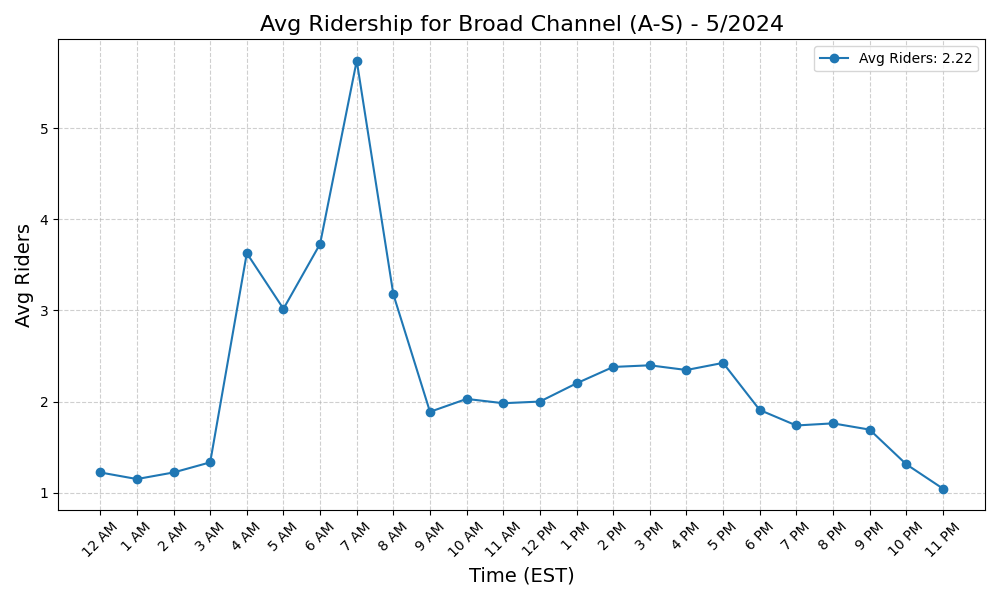 Avg Ridership for Broad Channel (A-S) - 5/2024
Avg Riders: 2.22
Avg Riders
5
4
3
2
1
12 AM
1 AM
2 AM
3 AM
4 AM
5 AM
6 AM
7 AM
8 AM
9 AM
10 AM
11 AM
12 PM
1 PM
2 PM
3 PM
4 PM
5 PM
6 PM
7 PM
8 PM
9 PM
10 PM
11 PM
Time (EST)